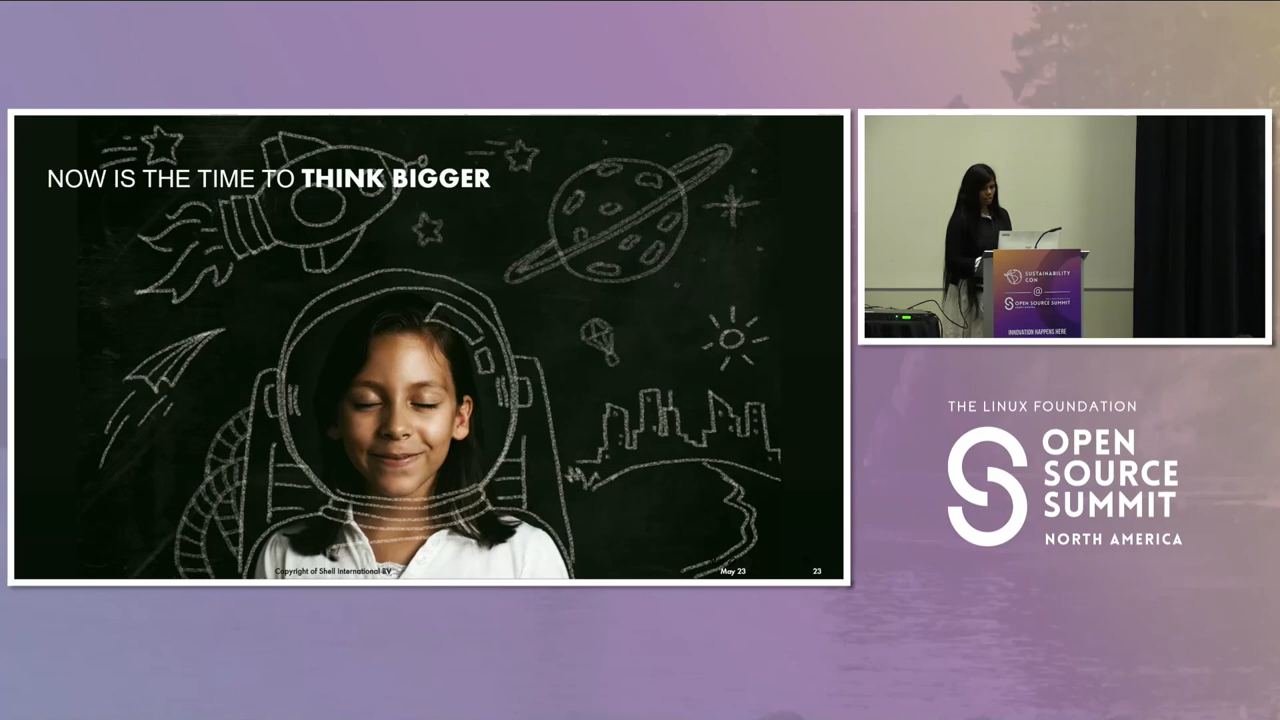 NOW IS THE TIME TO THINK BIGGER
Copyright of Shell International BV
May 23
23
SUSTAINABILITY
CON
@
OPEN SOURCE SUMMIT
INNOVATION HAPPENS HERE
THE LINUX FOUNDATION
OPEN
SOURCE
SUMMIT
NORTH AMERICA